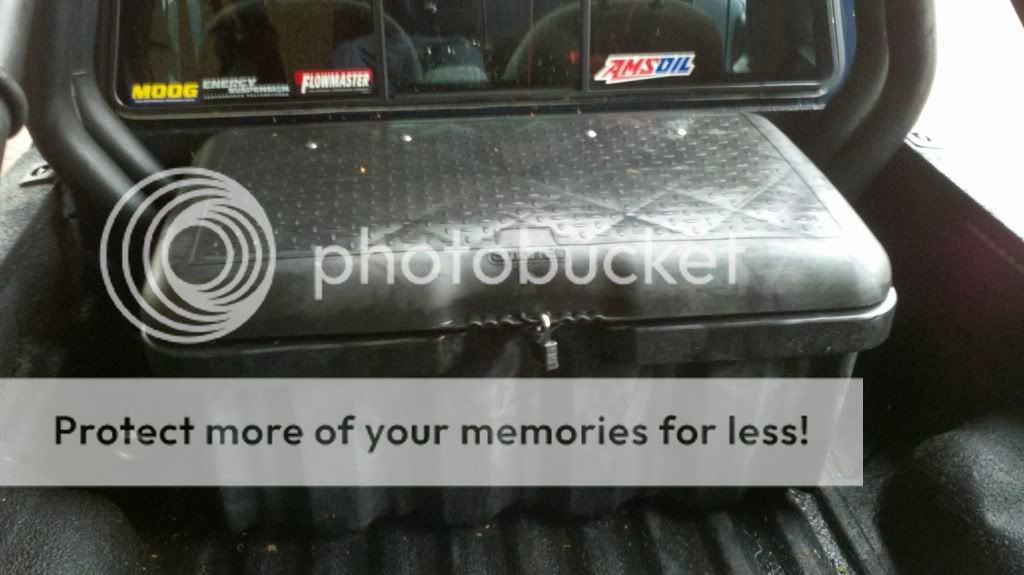 MOOG
ENERGY
SUSPENSION
FLOWMASTER
AMSOIL
photobucket
Protect more of your memories for less!